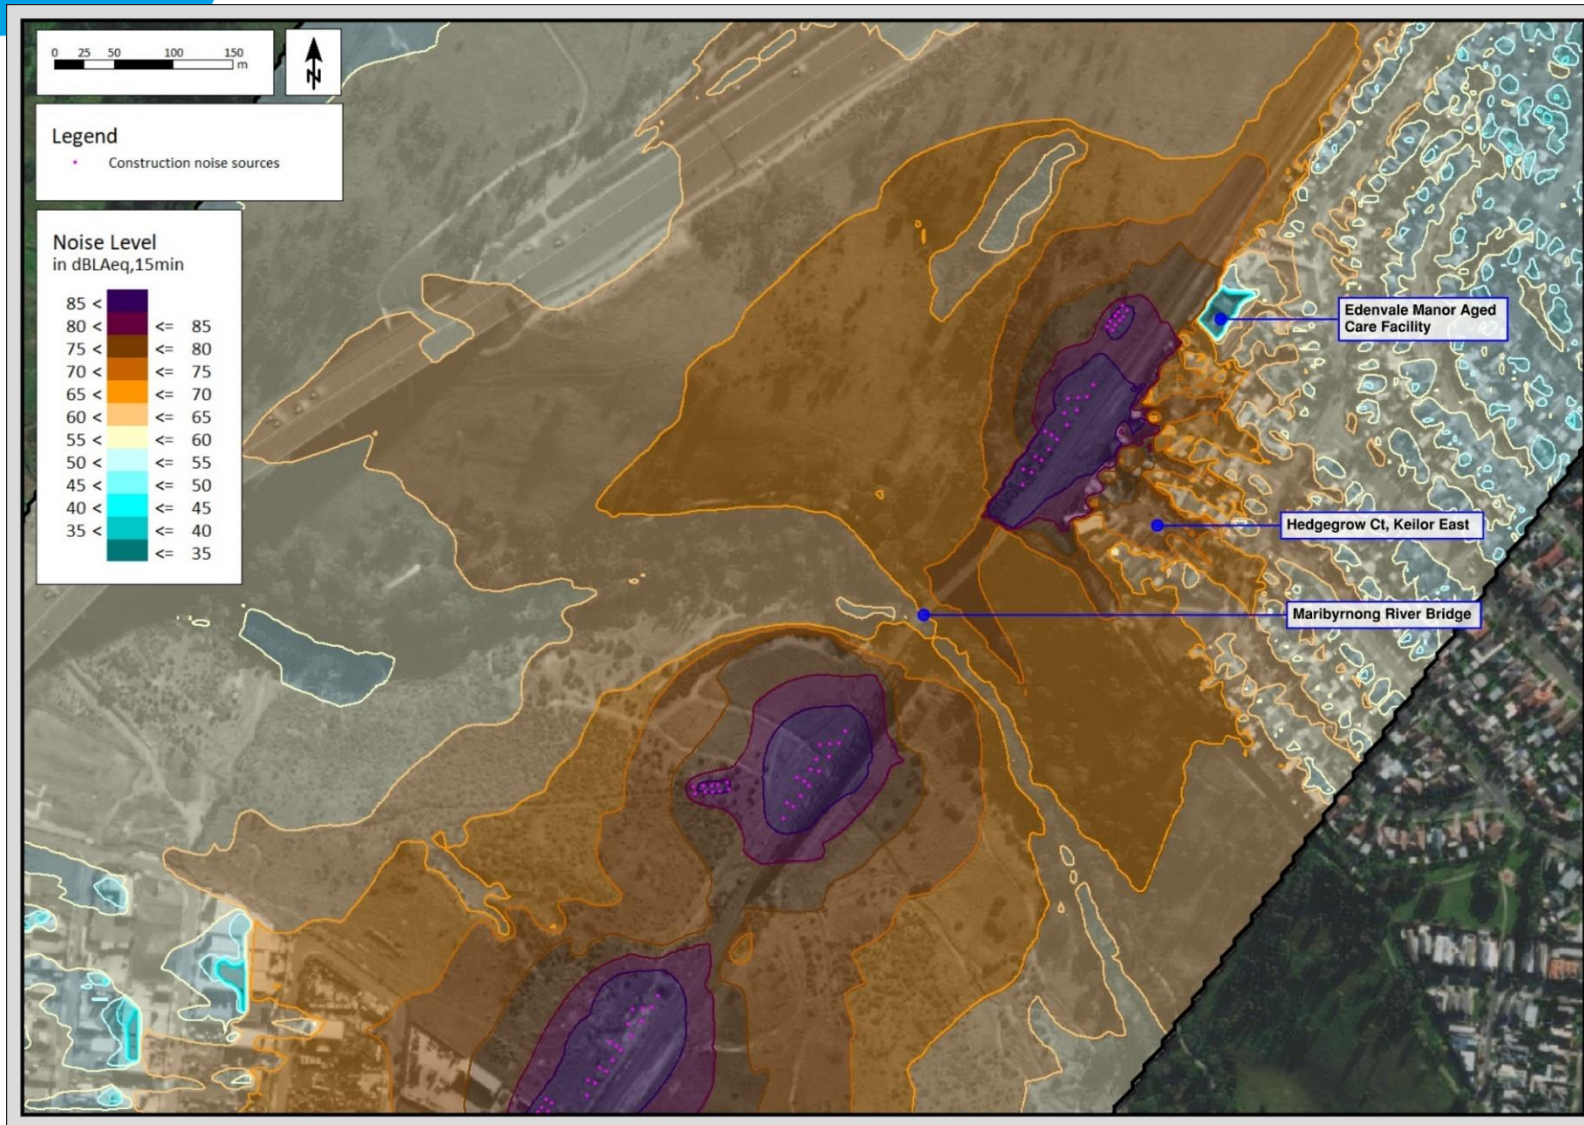 0 25 50 100 150
m
N
Legend
Construction noise sources
Noise Level
in dBLAeq,15min
85 <
80 < <= 85
75 < <= 80
70 < <= 75
65 < <= 70
60 < <= 65
55 < <= 60
50 < <= 55
45 < <= 50
40 < <= 45
35 < <= 40
<= 35
Edenvale Manor Aged
Care Facility
Hedgegrow Ct, Keilor East
Maribyrnong River Bridge